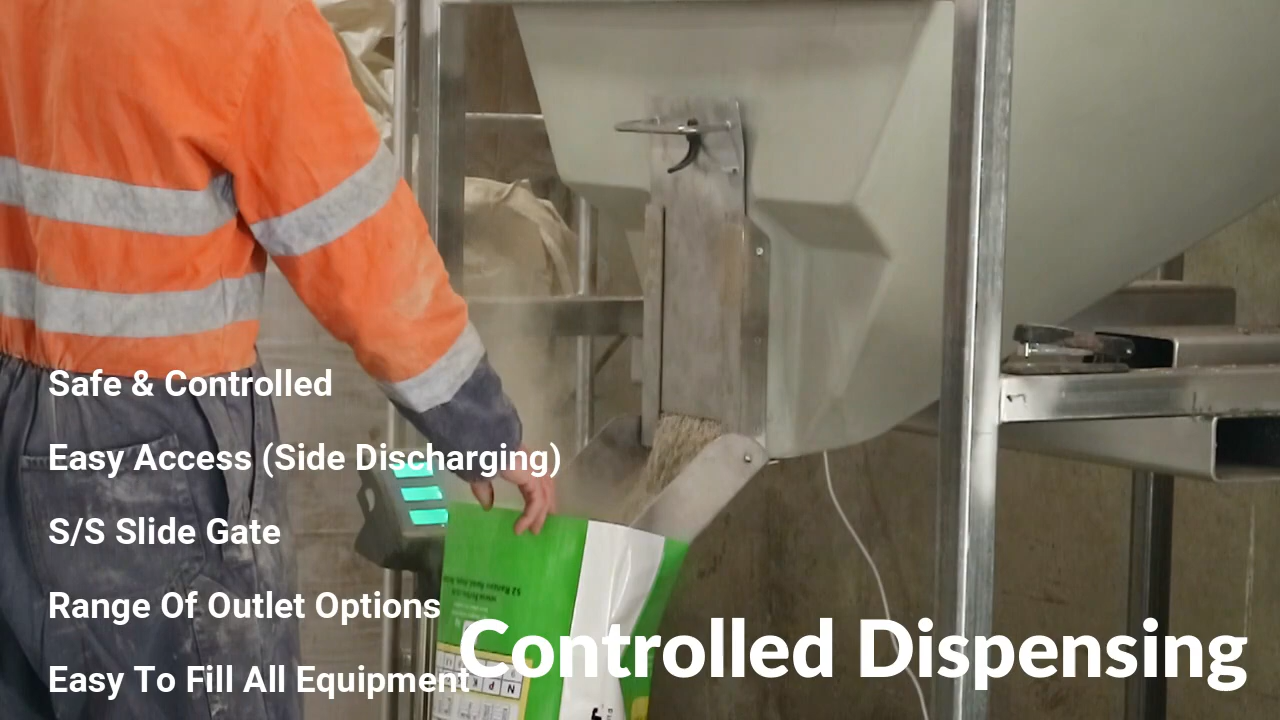 Safe & Controlled
Easy Access (Side Discharging)
S/S Slide Gate
Range Of Outlet Options
Easy To Fill All Equipment
Controlled Dispensing